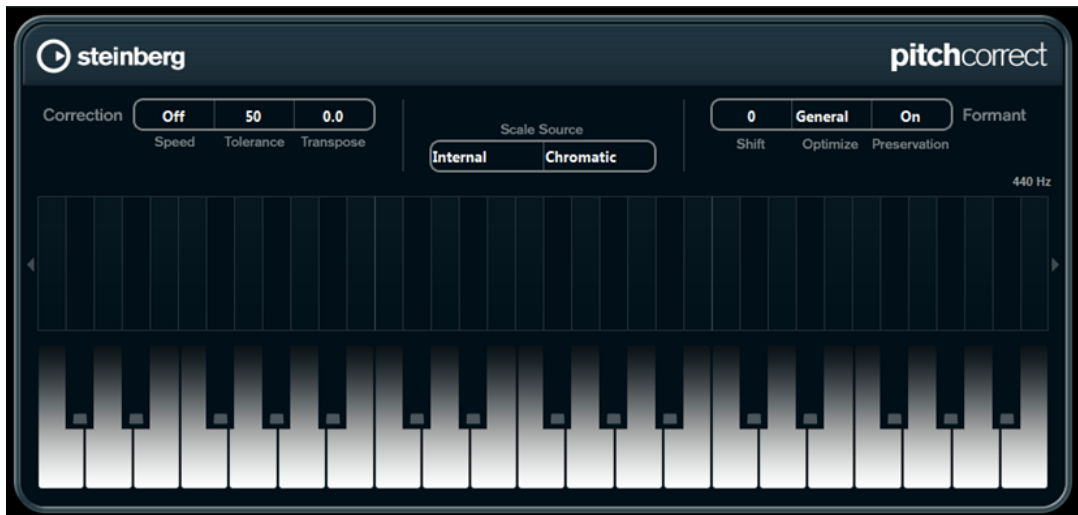 steinberg
pitchcorrect
Correction Off 50 0.0
Speed Tolerance Transpose
Scale Source
Internal Chromatic
0 General On Formant
Shift Optimize Preservation
440 Hz